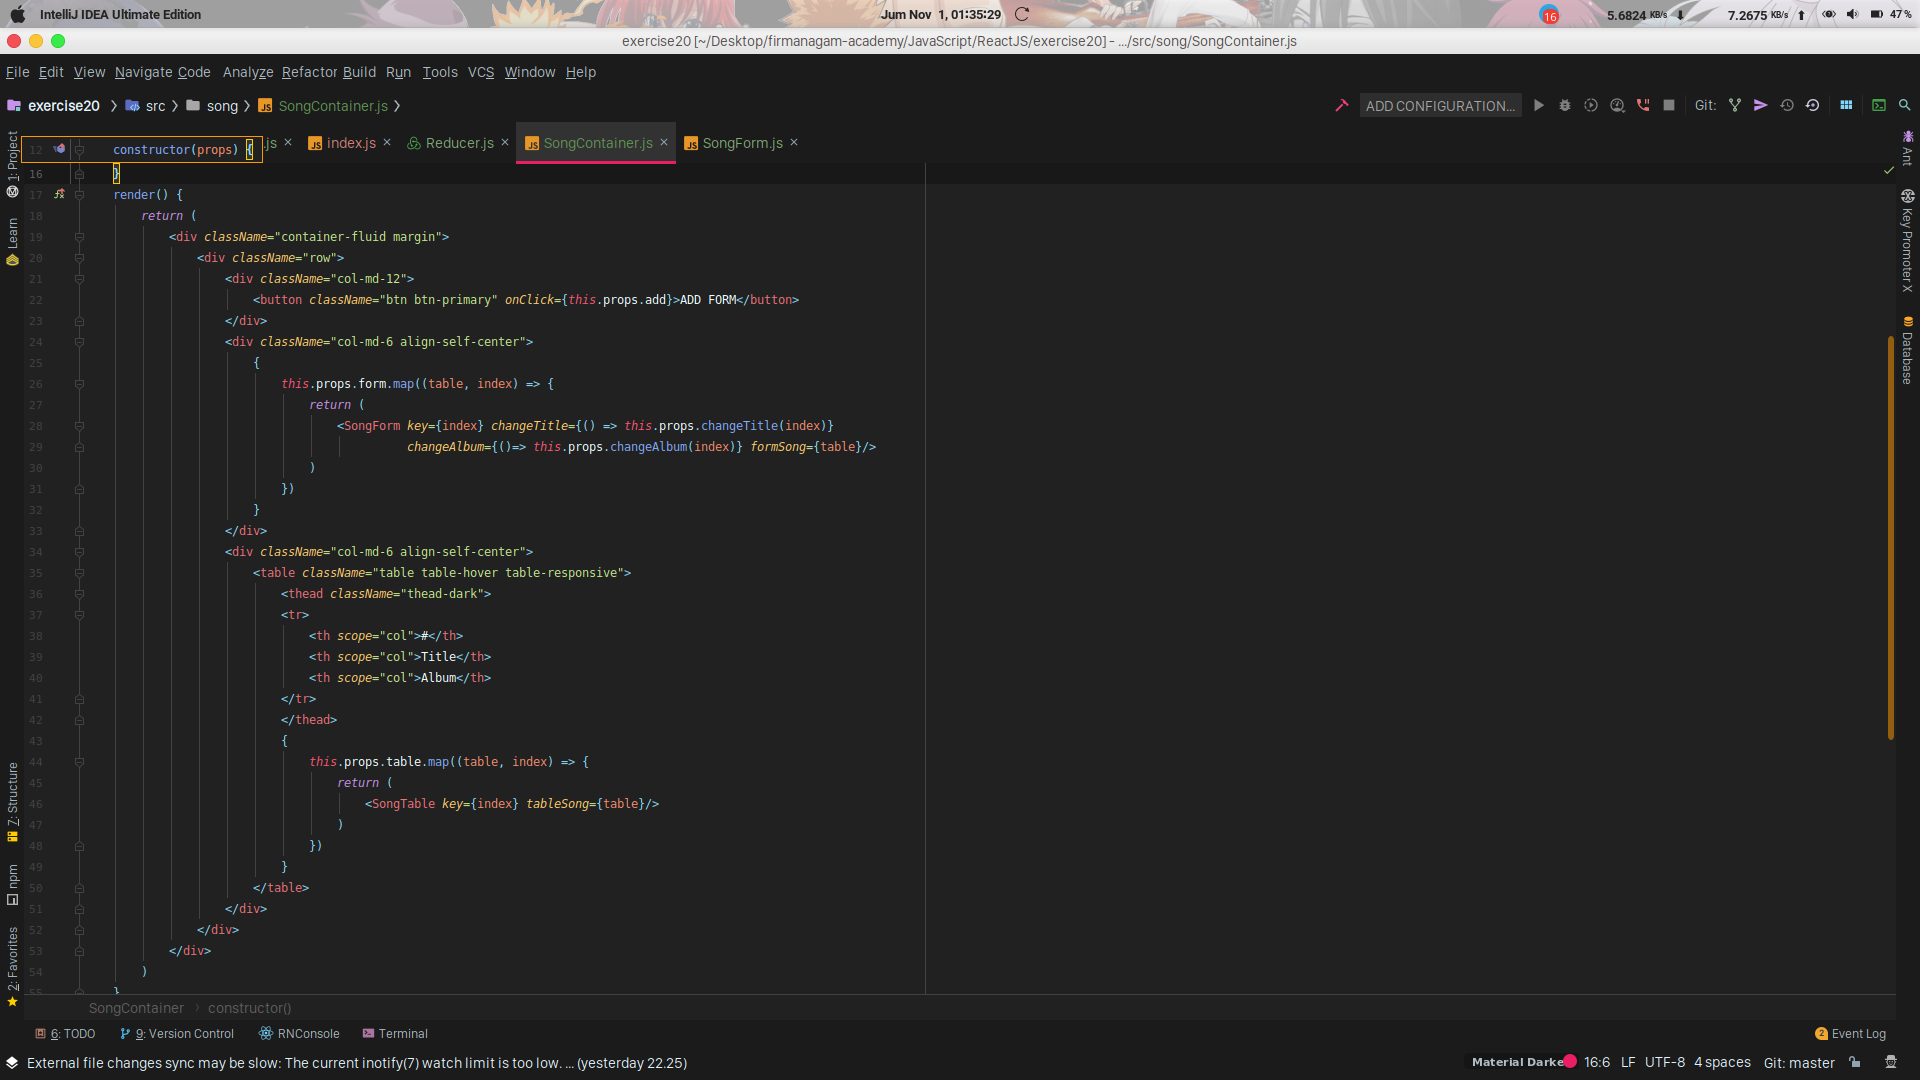 IntelliJ IDEA Ultimate Edition
Jum Nov 1, 01:35:29
16
5.6824 KB/s
7.2675 KB/s
47 %
exercise20 [~/Desktop/firmanagam-academy/JavaScript/ReactJS/exercise20] - .../src/song/SongContainer.js
File Edit View Navigate Code Analyze Refactor Build Run Tools VCS Window Help
exercise20 src song SongContainer.js
ADD CONFIGURATION...
Git:
.js index.js Reducer.js SongContainer.js SongForm.js
12 constructor(props) {
16 }
17 render() {
18 return (
19 <div className="container-fluid margin">
20 <div className="row">
21 <div className="col-md-12">
22 <button className="btn btn-primary" onClick={this.props.add}>ADD FORM</button>
23 </div>
24 <div className="col-md-6 align-self-center">
25 {
26 this.props.form.map((table, index) => {
27 return (
28 <SongForm key={index} changeTitle={() => this.props.changeTitle(index)}
29 changeAlbum={()=> this.props.changeAlbum(index)} formSong={table}/>
30 )
31 })
32 }
33 </div>
34 <div className="col-md-6 align-self-center">
35 <table className="table table-hover table-responsive">
36 <thead className="thead-dark">
37 <tr>
38 <th scope="col">#</th>
39 <th scope="col">Title</th>
40 <th scope="col">Album</th>
41 </tr>
42 </thead>
43 {
44 this.props.table.map((table, index) => {
45 return (
46 <SongTable key={index} tableSong={table}/>
47 )
48 })
49 }
50 </table>
51 </div>
52 </div>
53 </div>
54 )
55 }
1: Project
Learn
7: Structure
npm
2: Favorites
Ant
Key Promoter X
Database
SongContainer › constructor()
6: TODO 9: Version Control RNConsole Terminal
2 Event Log
External file changes sync may be slow: The current inotify(7) watch limit is too low. ... (yesterday 22.25)
Material Darke 16:6 LF UTF-8 4 spaces Git: master